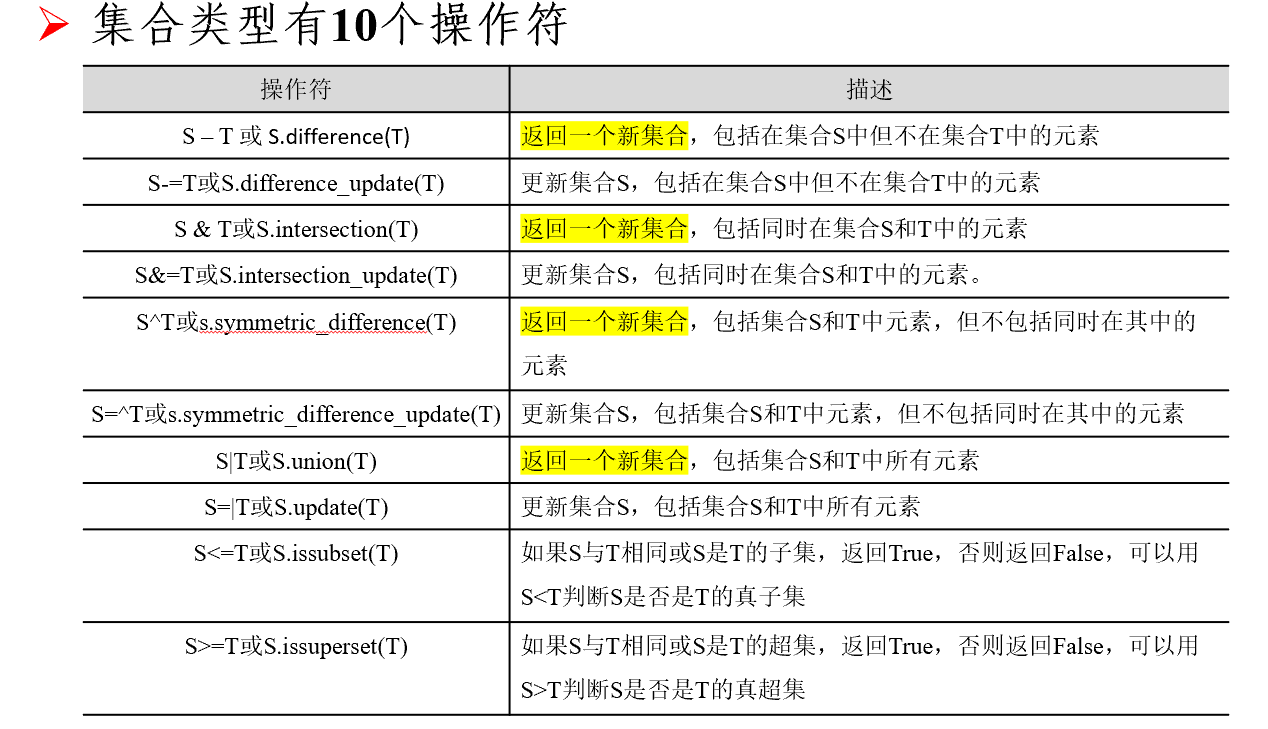 集合类型有10个操作符
操作符 描述
S – T 或 S.difference(T) 返回一个新集合，包括在集合S中但不在集合T中的元素
S-=T或S.difference_update(T) 更新集合S，包括在集合S中但不在集合T中的元素
S & T或S.intersection(T) 返回一个新集合，包括同时在集合S和T中的元素
S&=T或S.intersection_update(T) 更新集合S，包括同时在集合S和T中的元素。
S^T或s.symmetric_difference(T) 返回一个新集合，包括集合S和T中元素，但不包括同时在其中的
元素
S=^T或s.symmetric_difference_update(T) 更新集合S，包括集合S和T中元素，但不包括同时在其中的元素
S|T或S.union(T) 返回一个新集合，包括集合S和T中所有元素
S=|T或S.update(T) 更新集合S，包括集合S和T中所有元素
S<=T或S.issubset(T) 如果S与T相同或S是T的子集，返回True，否则返回False，可以用
S<T判断S是否是T的真子集
S>=T或S.issuperset(T) 如果S与T相同或S是T的超集，返回True，否则返回False，可以用
S>T判断S是否是T的真超集